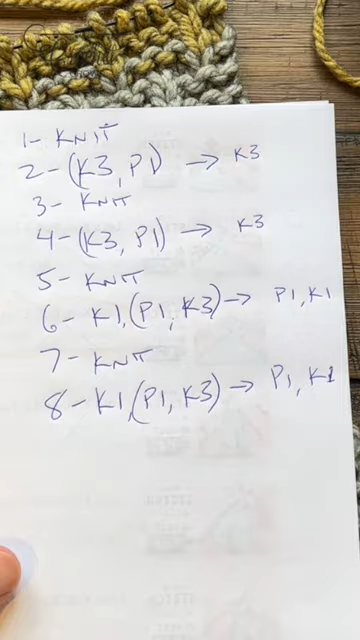 1- KNIT
2- (K3, P1) → K3
3- KNIT
4- (K3, P1) → K3
5- KNIT
6- K1, (P1, K3) → P1, K1
7- KNIT
8- K1, (P1, K3) → P1, K1